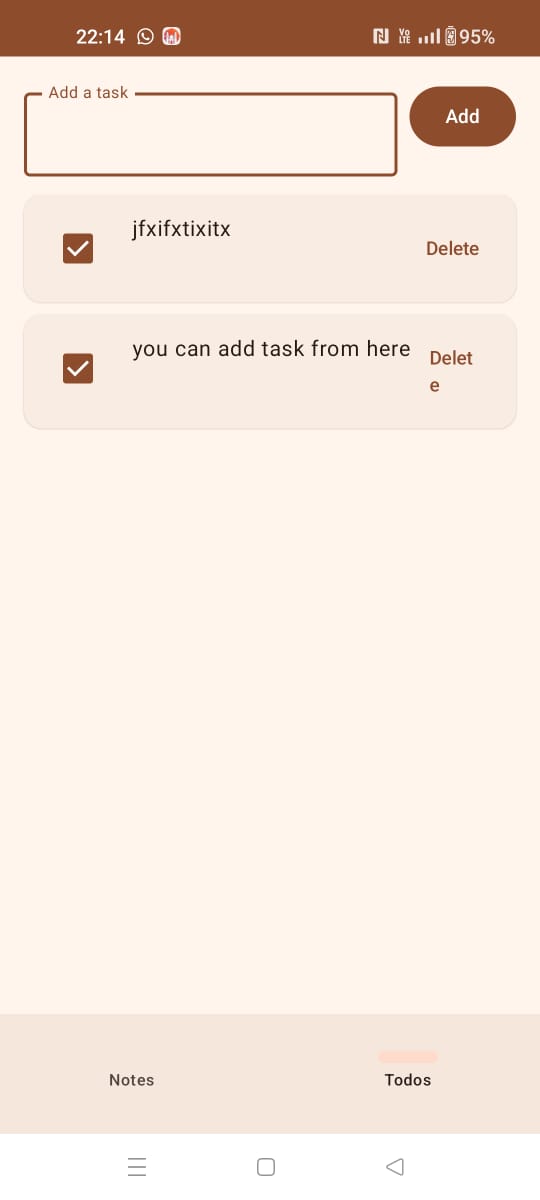 22:14 95%
Add a task
Add
jfxifxtixitx
Delete
you can add task from here
Delet
e
Notes Todos